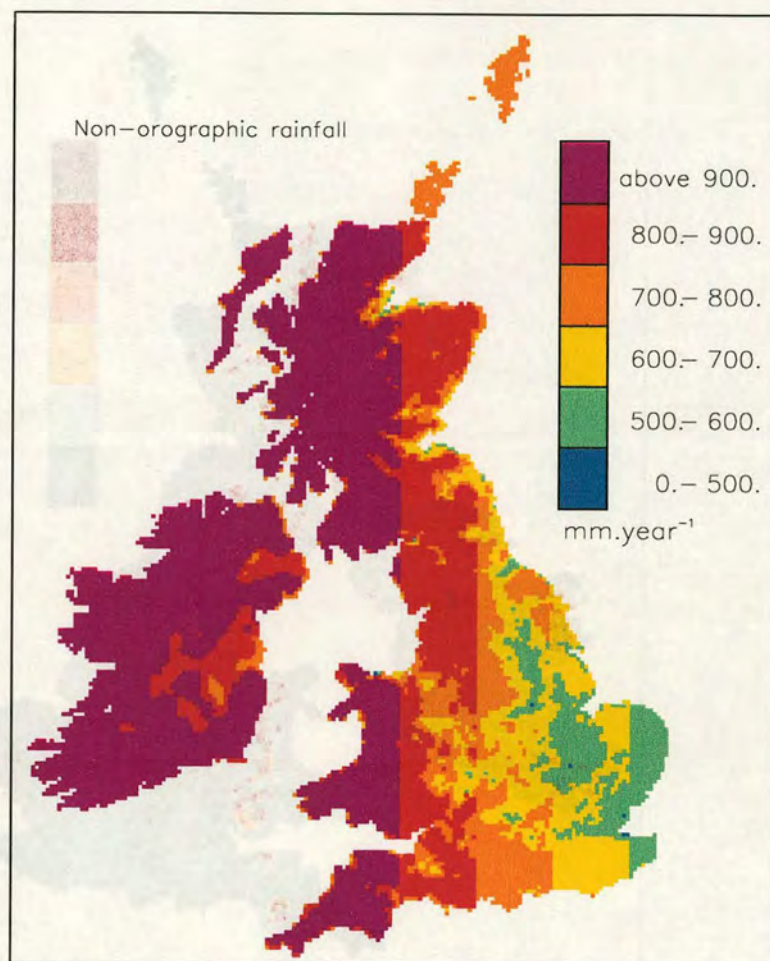 Non-orographic rainfall
above 900.
800.- 900.
700.- 800.
600.- 700.
500.- 600.
0.- 500.
mm.year⁻¹